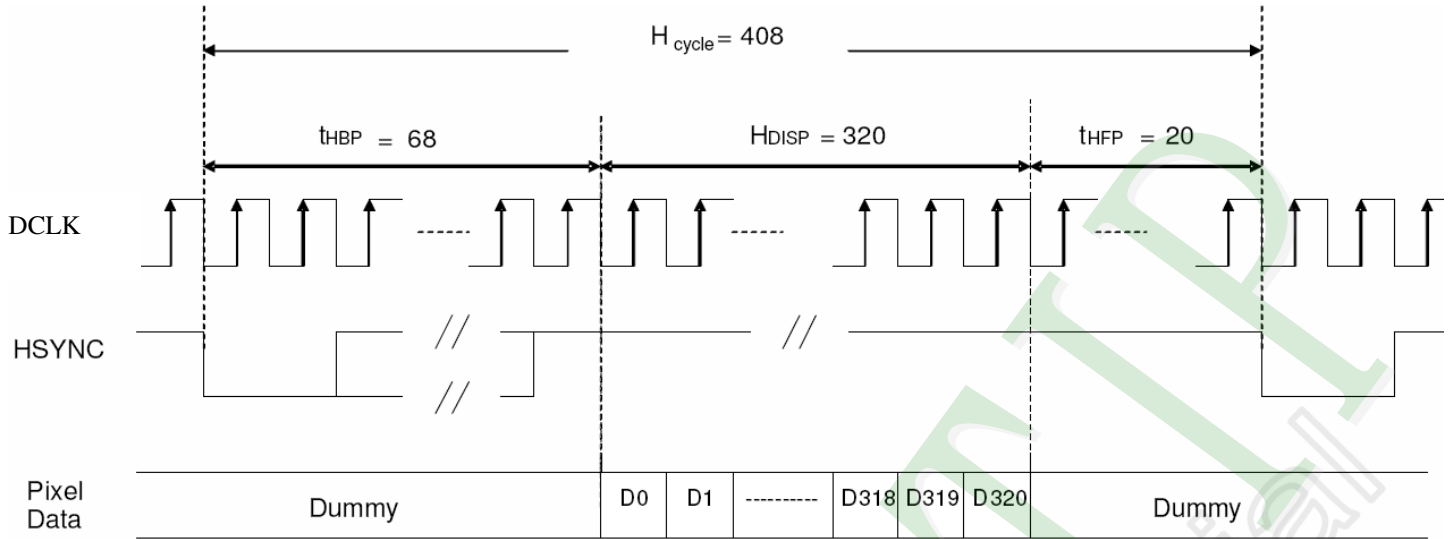 H cycle = 408
tHBP = 68
HDISP = 320
tHFP = 20
DCLK
HSYNC
Pixel
Data
Dummy
D0
D1
----------
D318
D319
D320
Dummy